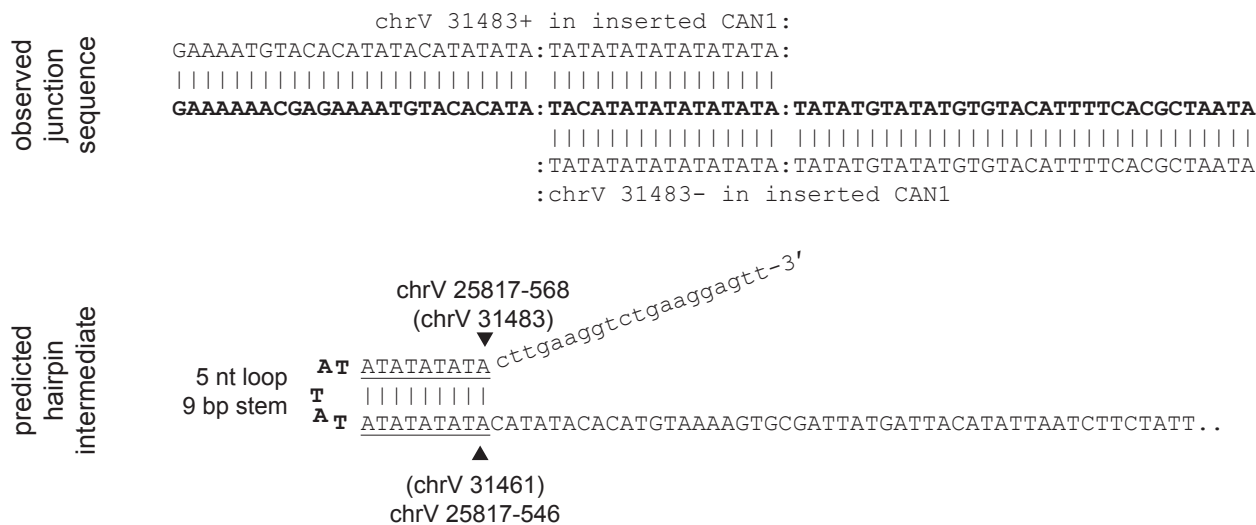 observed
junction
sequence
chrV 31483+ in inserted CAN1:
GAAAATGTACACATATACATATATA:TATATATATATATATA:
||||||||||||||||||||||||| ||||||||||||||||
GAAAAAACGAGAAAATGTACACATA:TACATATATATATATA:TATATGTATATGTGTACATTTTCACGCTAATA
|||||||||||||||| ||||||||||||||||||||||||||||||||
:TATATATATATATATA:TATATGTATATGTGTACATTTTCACGCTAATA
:chrV 31483- in inserted CAN1
predicted
hairpin
intermediate
5 nt loop
9 bp stem
chrV 25817-568
(chrV 31483)
AT ATATATATA cttgaaggtctgaaggagtt-3'
T |||||||||
AT ATATATATACATATACACATGTAAAAGTGCGATTATGATTACATATTAATCTTCTATT..
(chrV 31461)
chrV 25817-546